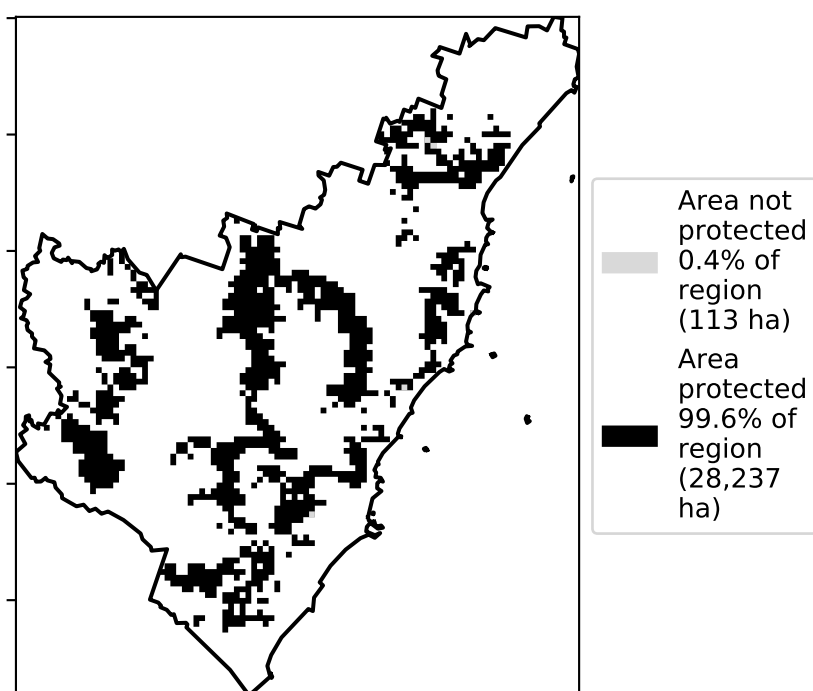 Area not
protected
0.4% of
region
(113 ha)
Area
protected
99.6% of
region
(28,237
ha)